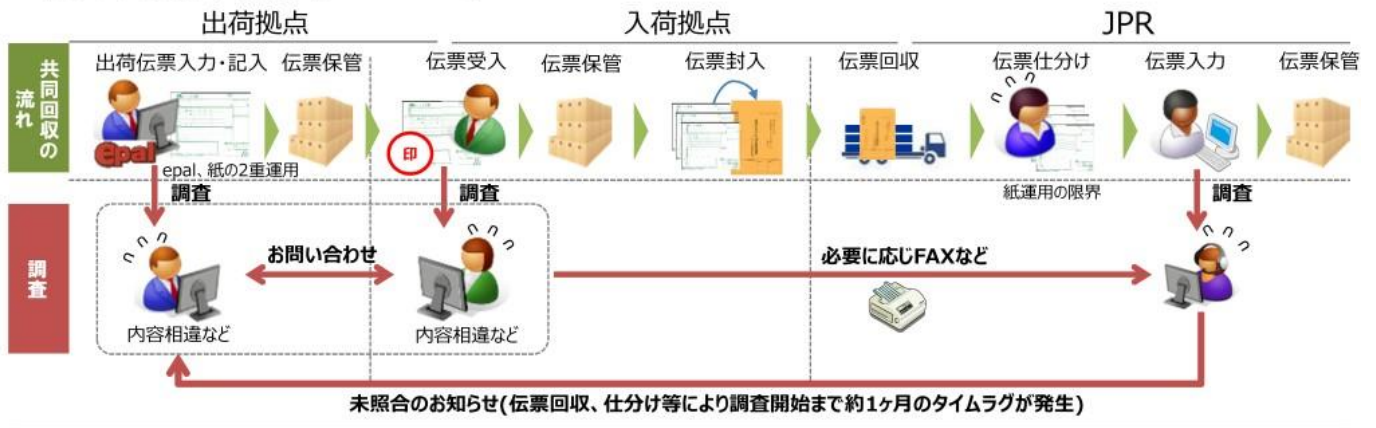 出荷拠点
入荷拠点
JPR
共同回収の
流れ
出荷伝票入力・記入
伝票保管
伝票受入
伝票保管
伝票封入
伝票回収
伝票仕分け
伝票入力
伝票保管
epal
印
epal、紙の2重運用
紙運用の限界
調査
調査
調査
調査
お問い合わせ
必要に応じFAXなど
内容相違など
内容相違など
未照合のお知らせ(伝票回収、仕分け等により調査開始まで約1ヶ月のタイムラグが発生)